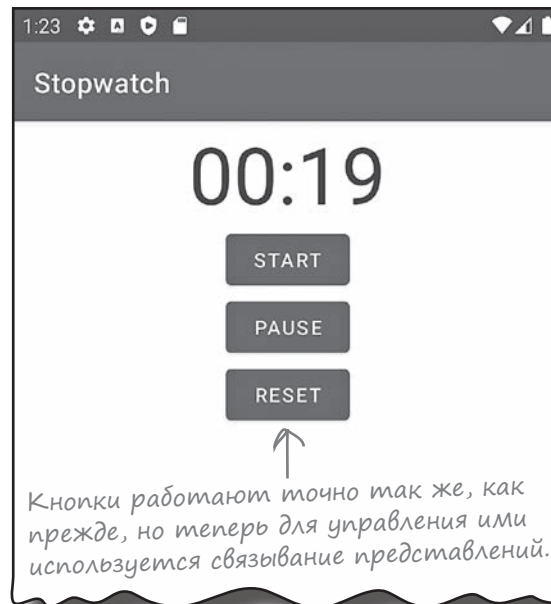 1:23
Stopwatch
00:19
START
PAUSE
RESET
Кнопки работают точно так же, как
прежде, но теперь для управления ими
используется связывание представлений.